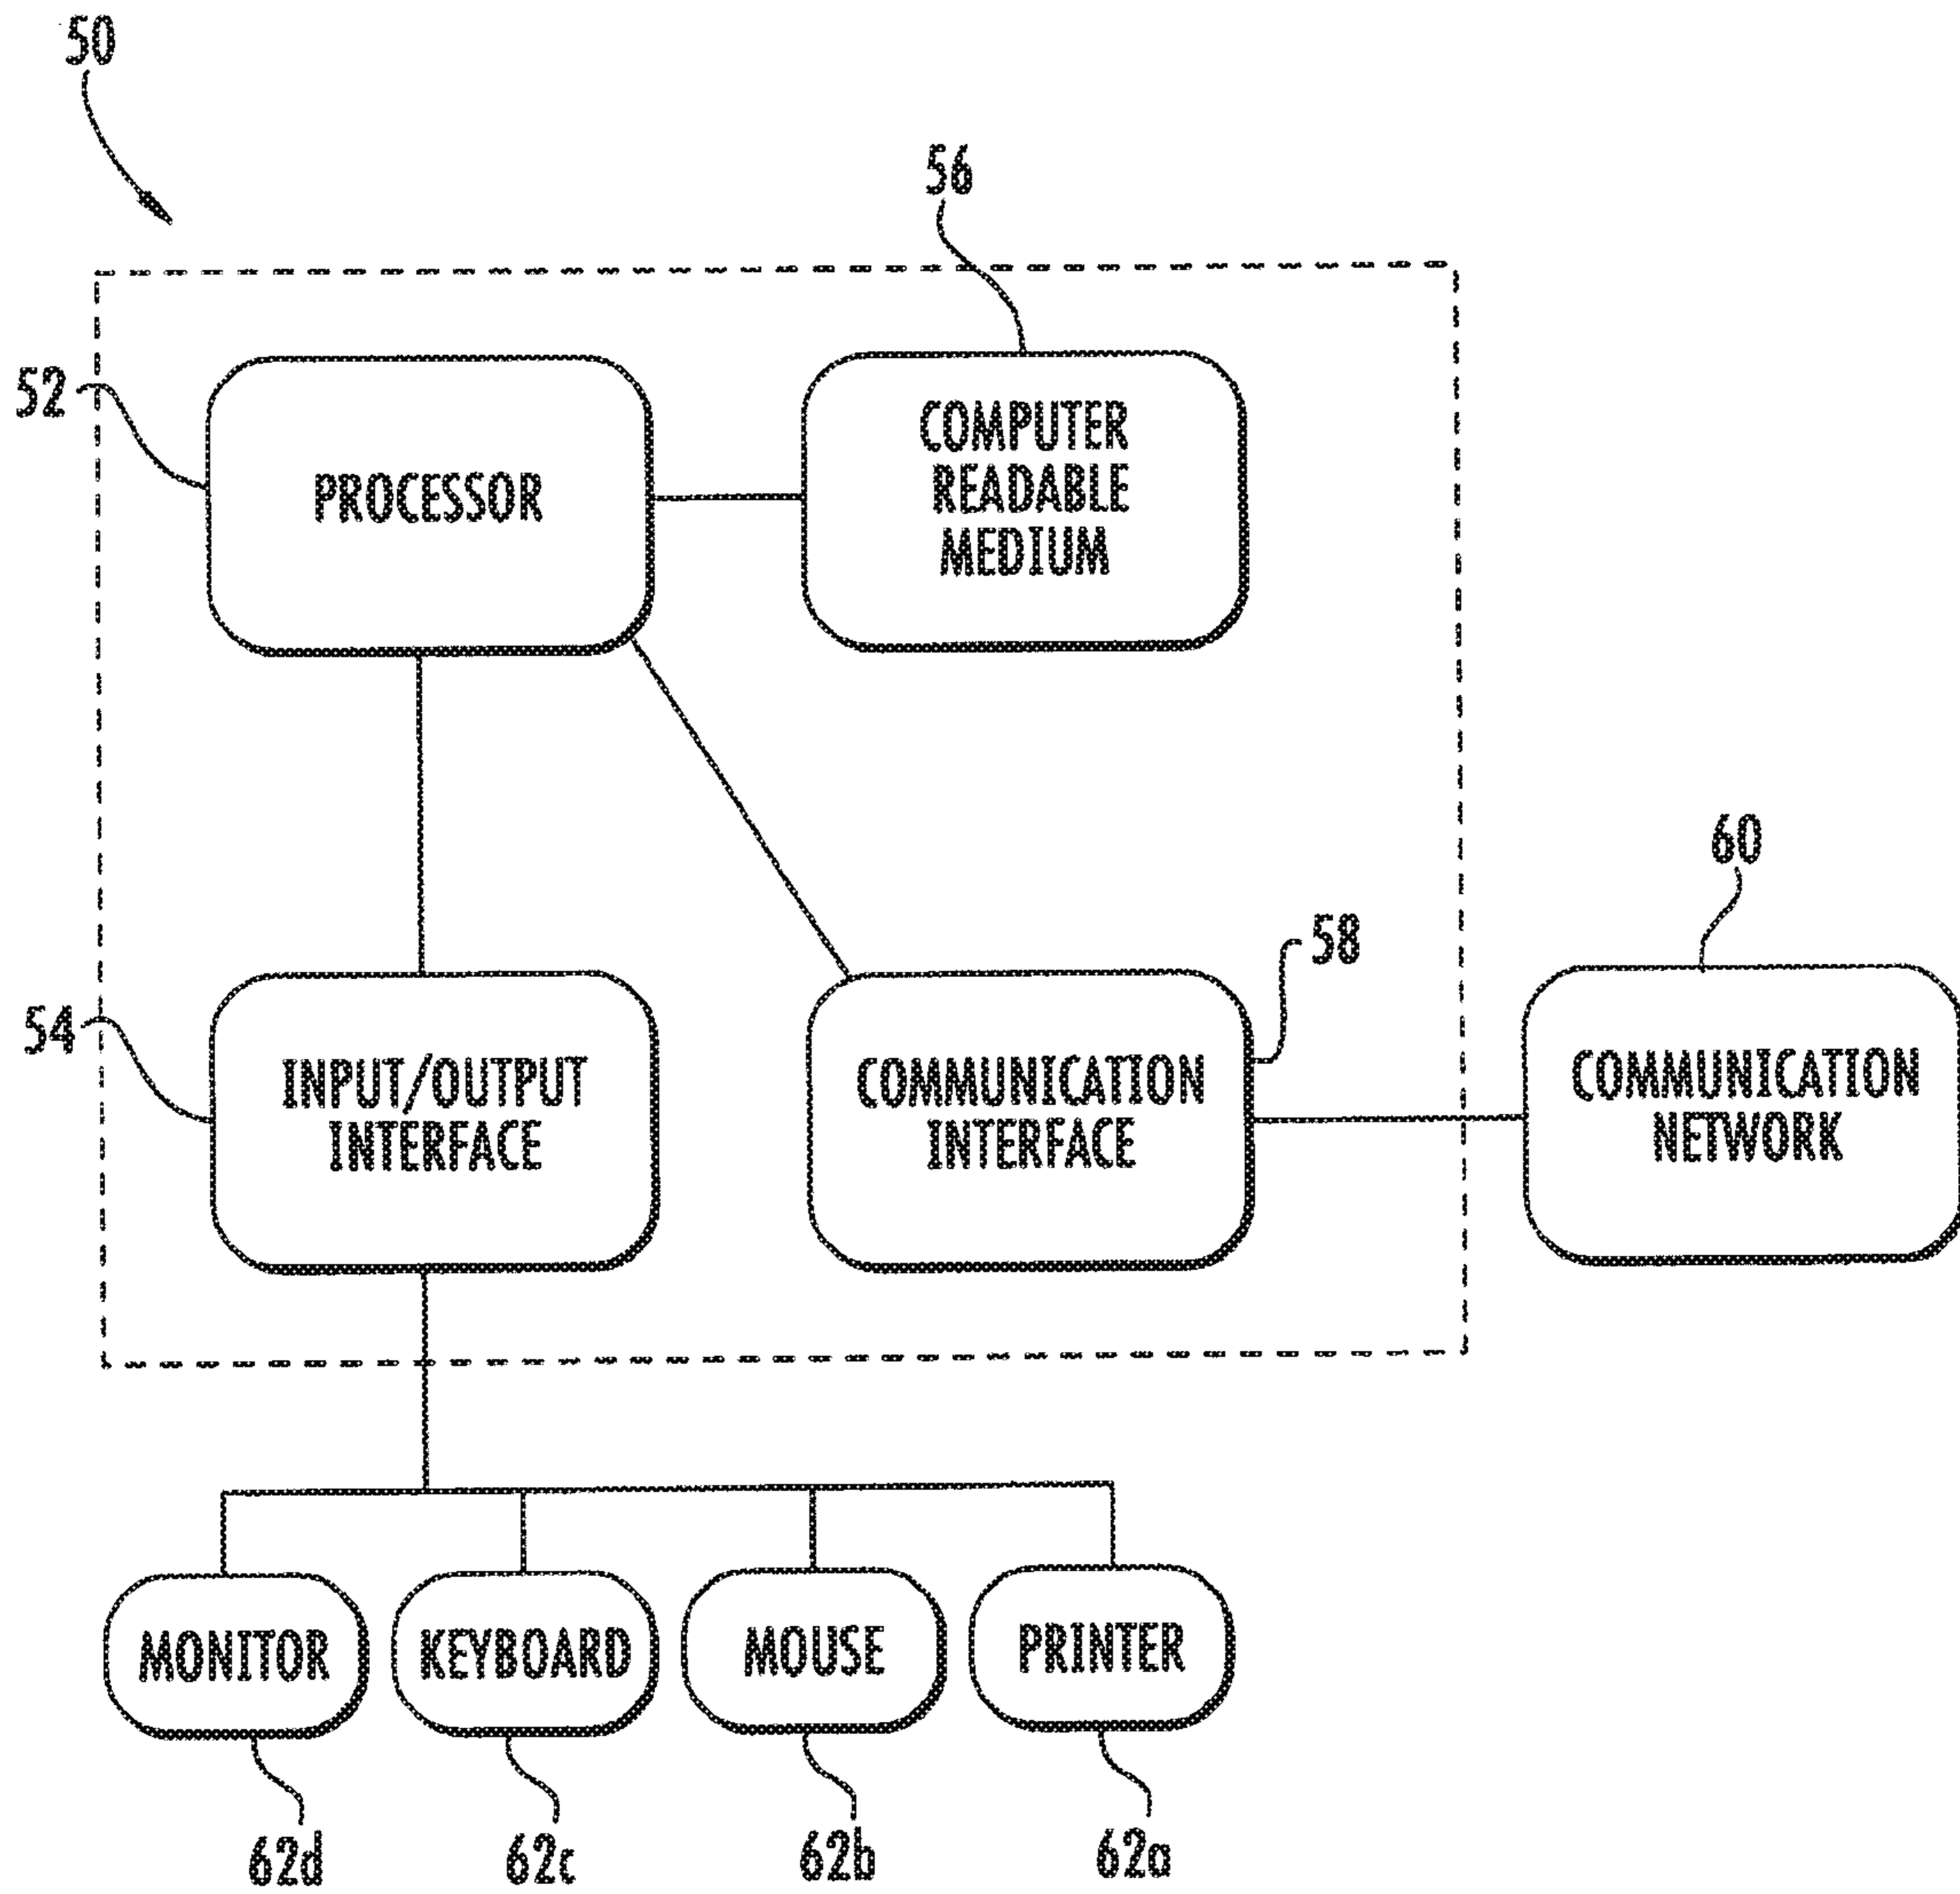 50
56
52
PROCESSOR
COMPUTER
READABLE
MEDIUM
60
58
54
INPUT/OUTPUT
INTERFACE
COMMUNICATION
INTERFACE
COMMUNICATION
NETWORK
MONITOR
KEYBOARD
MOUSE
PRINTER
62d
62c
62b
62a